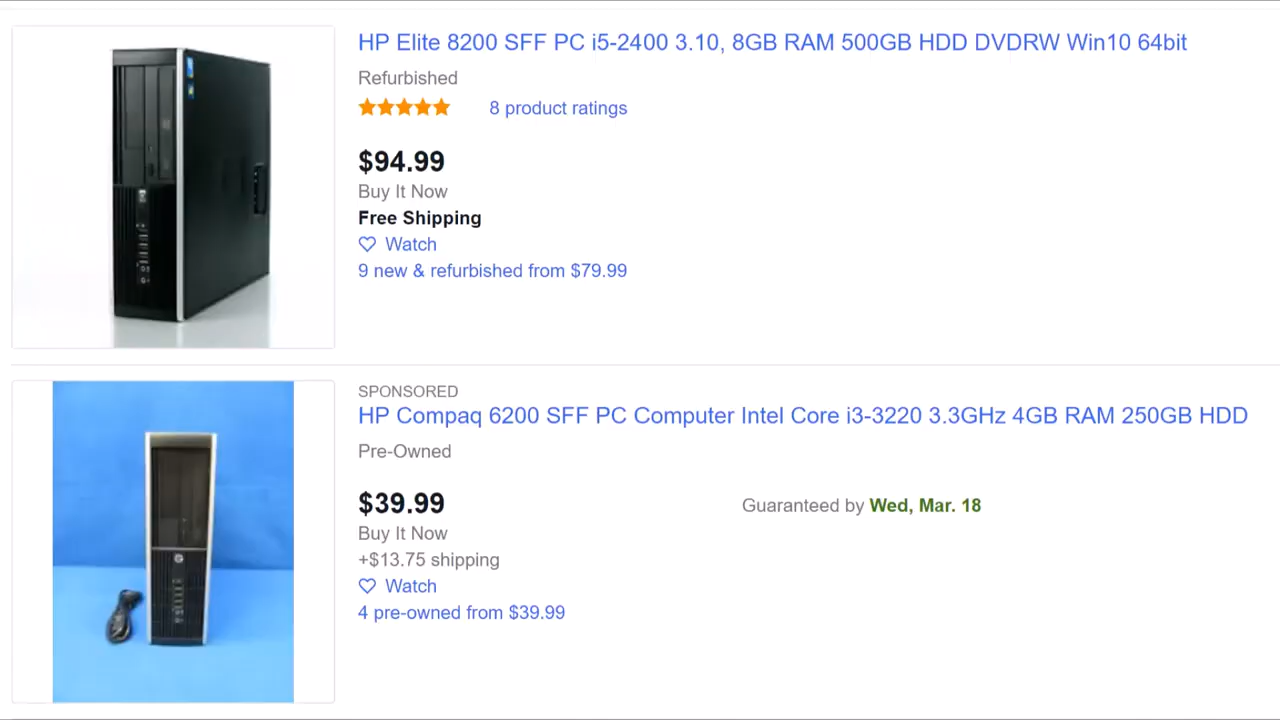 HP Elite 8200 SFF PC i5-2400 3.10, 8GB RAM 500GB HDD DVDRW Win10 64bit
Refurbished
8 product ratings
$94.99
Buy It Now
Free Shipping
Watch
9 new & refurbished from $79.99
SPONSORED
HP Compaq 6200 SFF PC Computer Intel Core i3-3220 3.3GHz 4GB RAM 250GB HDD
Pre-Owned
$39.99
Guaranteed by Wed, Mar. 18
Buy It Now
+$13.75 shipping
Watch
4 pre-owned from $39.99